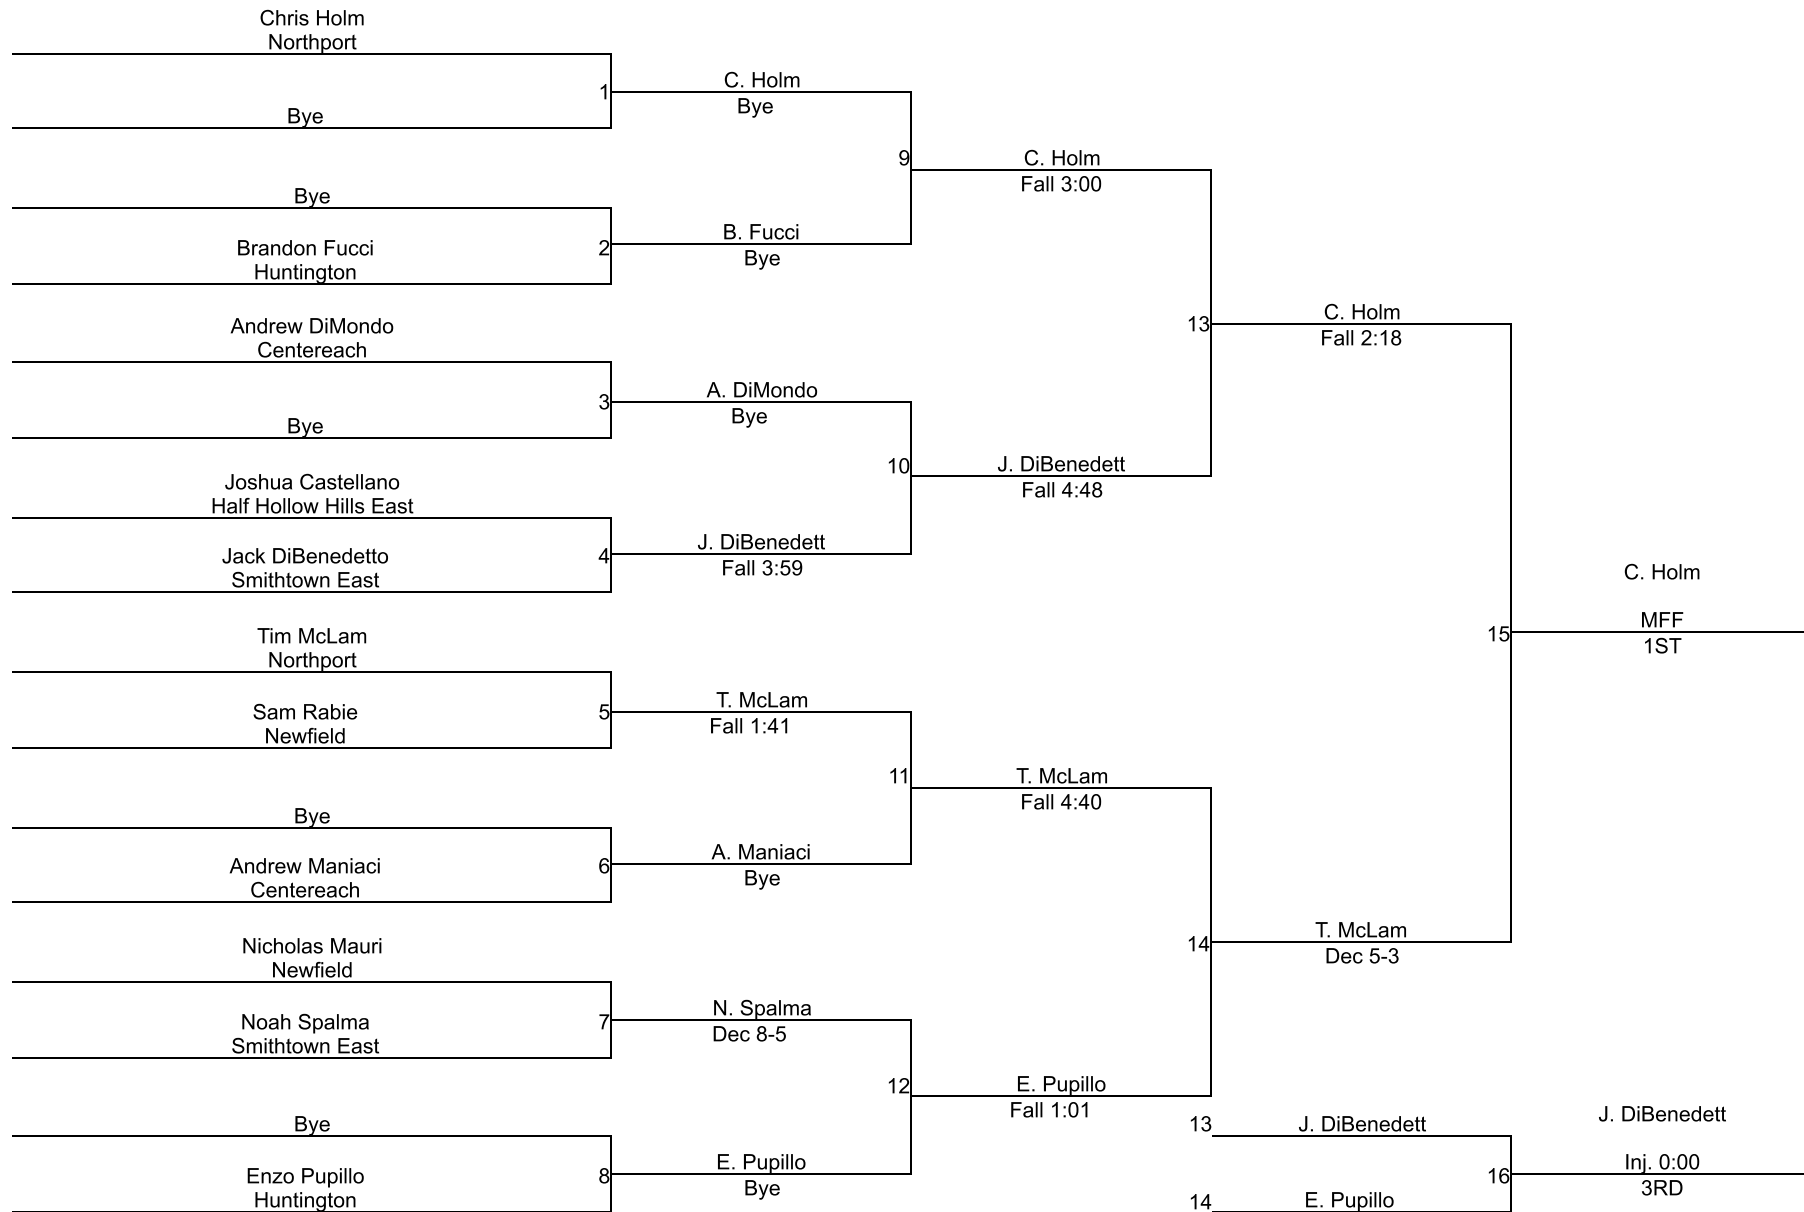 Chris Holm
Northport
1
Bye
C. Holm
Bye
9
Bye
Brandon Fucci
Huntington
2
B. Fucci
Bye
C. Holm
Fall 3:00
13
Andrew DiMondo
Centereach
3
Bye
A. DiMondo
Bye
10
Joshua Castellano
Half Hollow Hills East
Jack DiBenedetto
Smithtown East
4
J. DiBenedett
Fall 3:59
J. DiBenedett
Fall 4:48
C. Holm
Fall 2:18
15
Tim McLam
Northport
Sam Rabie
Newfield
5
T. McLam
Fall 1:41
11
Bye
Andrew Maniaci
Centereach
6
A. Maniaci
Bye
T. McLam
Fall 4:40
14
Nicholas Mauri
Newfield
Noah Spalma
Smithtown East
7
N. Spalma
Dec 8-5
12
Bye
Enzo Pupillo
Huntington
8
E. Pupillo
Bye
E. Pupillo
Fall 1:01
T. McLam
Dec 5-3
C. Holm
MFF
1ST
13
J. DiBenedett
14
E. Pupillo
16
J. DiBenedett
Inj. 0:00
3RD